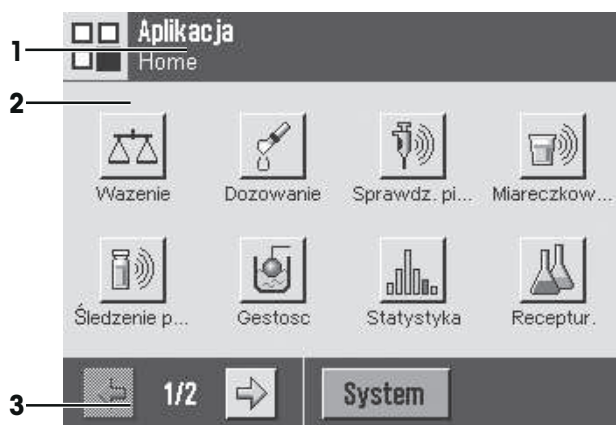 Aplikacja
1
Home
2
Wazenie Dozowanie Sprawdz. pi... Miareczkow...
Śledzenie p... Gestosc Statystyka Receptur.
3
1/2 System